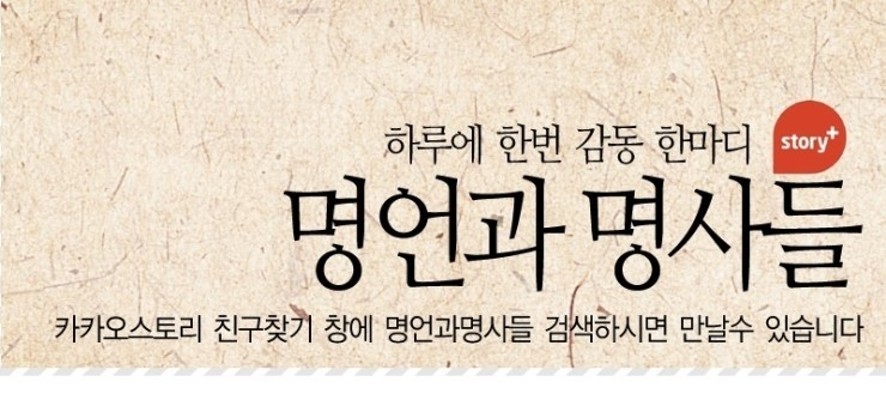 하루에 한번 감동 한마디
story+
명언과 명사들
카카오스토리 친구찾기 창에 명언과명사들 검색하시면 만날수 있습니다